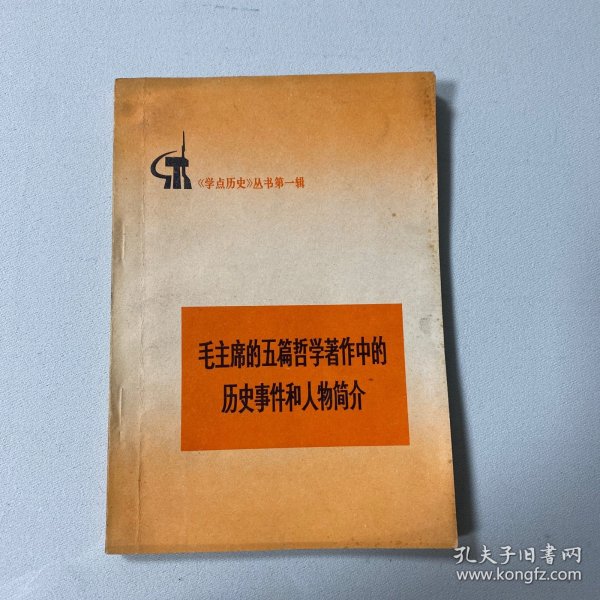 《学点历史》丛书第一辑
毛主席的五篇哲学著作中的
历史事件和人物简介
孔夫子旧书网
www.kongfz.com